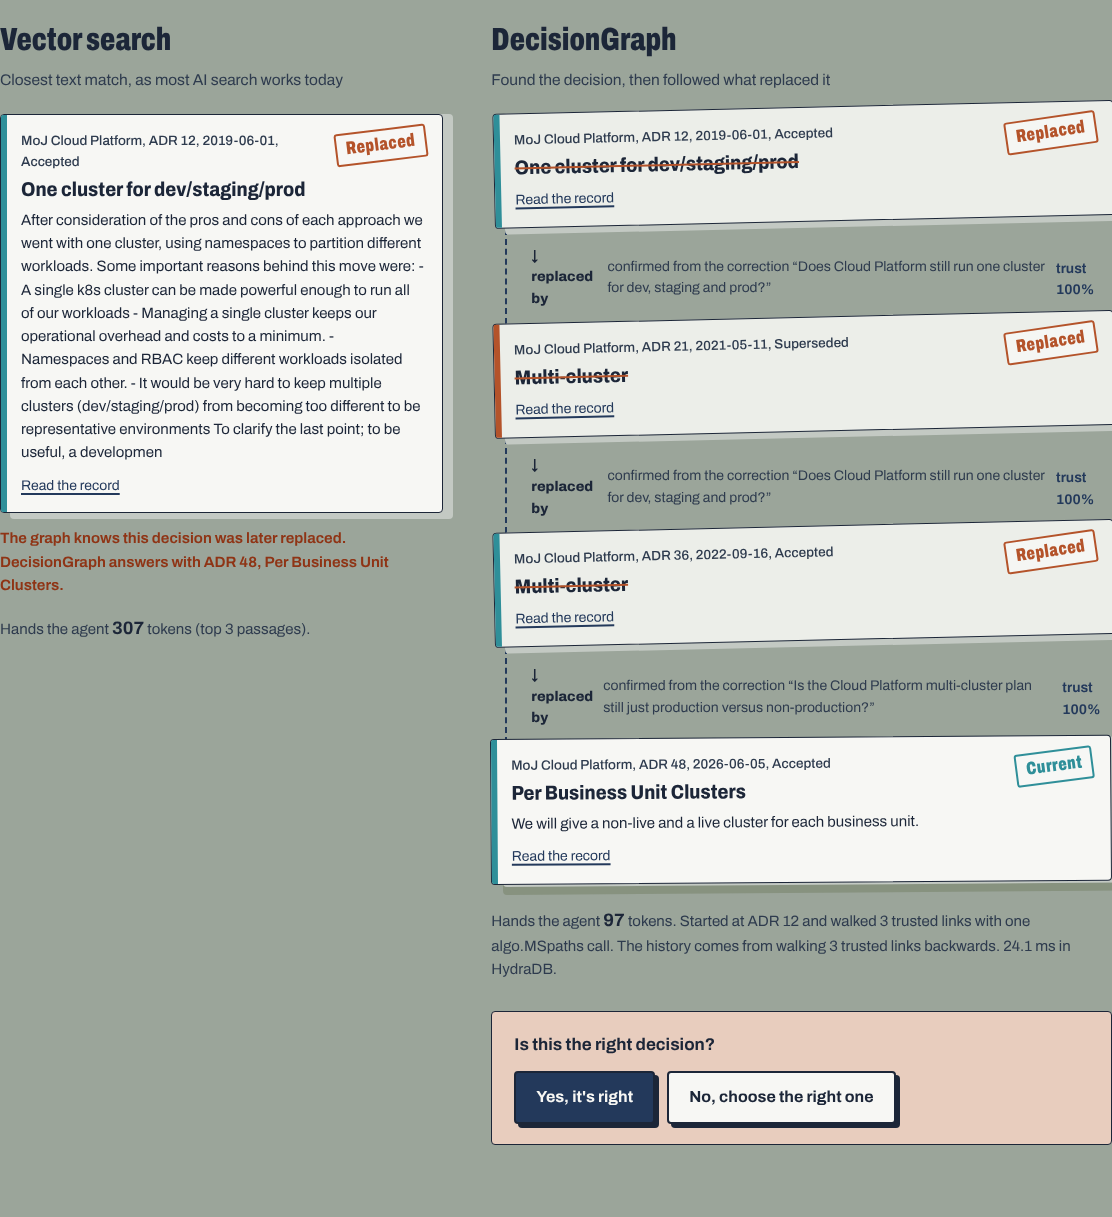 Vector search
Closest text match, as most AI search works today
MoJ Cloud Platform, ADR 12, 2019-06-01,
Accepted
Replaced
One cluster for dev/staging/prod
After consideration of the pros and cons of each approach we
went with one cluster, using namespaces to partition different
workloads. Some important reasons behind this move were: -
A single k8s cluster can be made powerful enough to run all
of our workloads - Managing a single cluster keeps our
operational overhead and costs to a minimum. -
Namespaces and RBAC keep different workloads isolated
from each other. - It would be very hard to keep multiple
clusters (dev/staging/prod) from becoming too different to be
representative environments To clarify the last point; to be
useful, a developmen
Read the record
The graph knows this decision was later replaced.
DecisionGraph answers with ADR 48, Per Business Unit
Clusters.
Hands the agent 307 tokens (top 3 passages).
DecisionGraph
Found the decision, then followed what replaced it
MoJ Cloud Platform, ADR 12, 2019-06-01, Accepted
Replaced
One cluster for dev/staging/prod
Read the record
↓
replaced
by
confirmed from the correction “Does Cloud Platform still run one cluster
for dev, staging and prod?”
trust
100%
MoJ Cloud Platform, ADR 21, 2021-05-11, Superseded
Replaced
Multi-cluster
Read the record
↓
replaced
by
confirmed from the correction “Does Cloud Platform still run one cluster
for dev, staging and prod?”
trust
100%
MoJ Cloud Platform, ADR 36, 2022-09-16, Accepted
Replaced
Multi-cluster
Read the record
↓
replaced
by
confirmed from the correction “Is the Cloud Platform multi-cluster plan
still just production versus non-production?”
trust
100%
MoJ Cloud Platform, ADR 48, 2026-06-05, Accepted
Current
Per Business Unit Clusters
We will give a non-live and a live cluster for each business unit.
Read the record
Hands the agent 97 tokens. Started at ADR 12 and walked 3 trusted links with one
algo.MSpaths call. The history comes from walking 3 trusted links backwards. 24.1 ms in
HydraDB.
Is this the right decision?
Yes, it's right
No, choose the right one